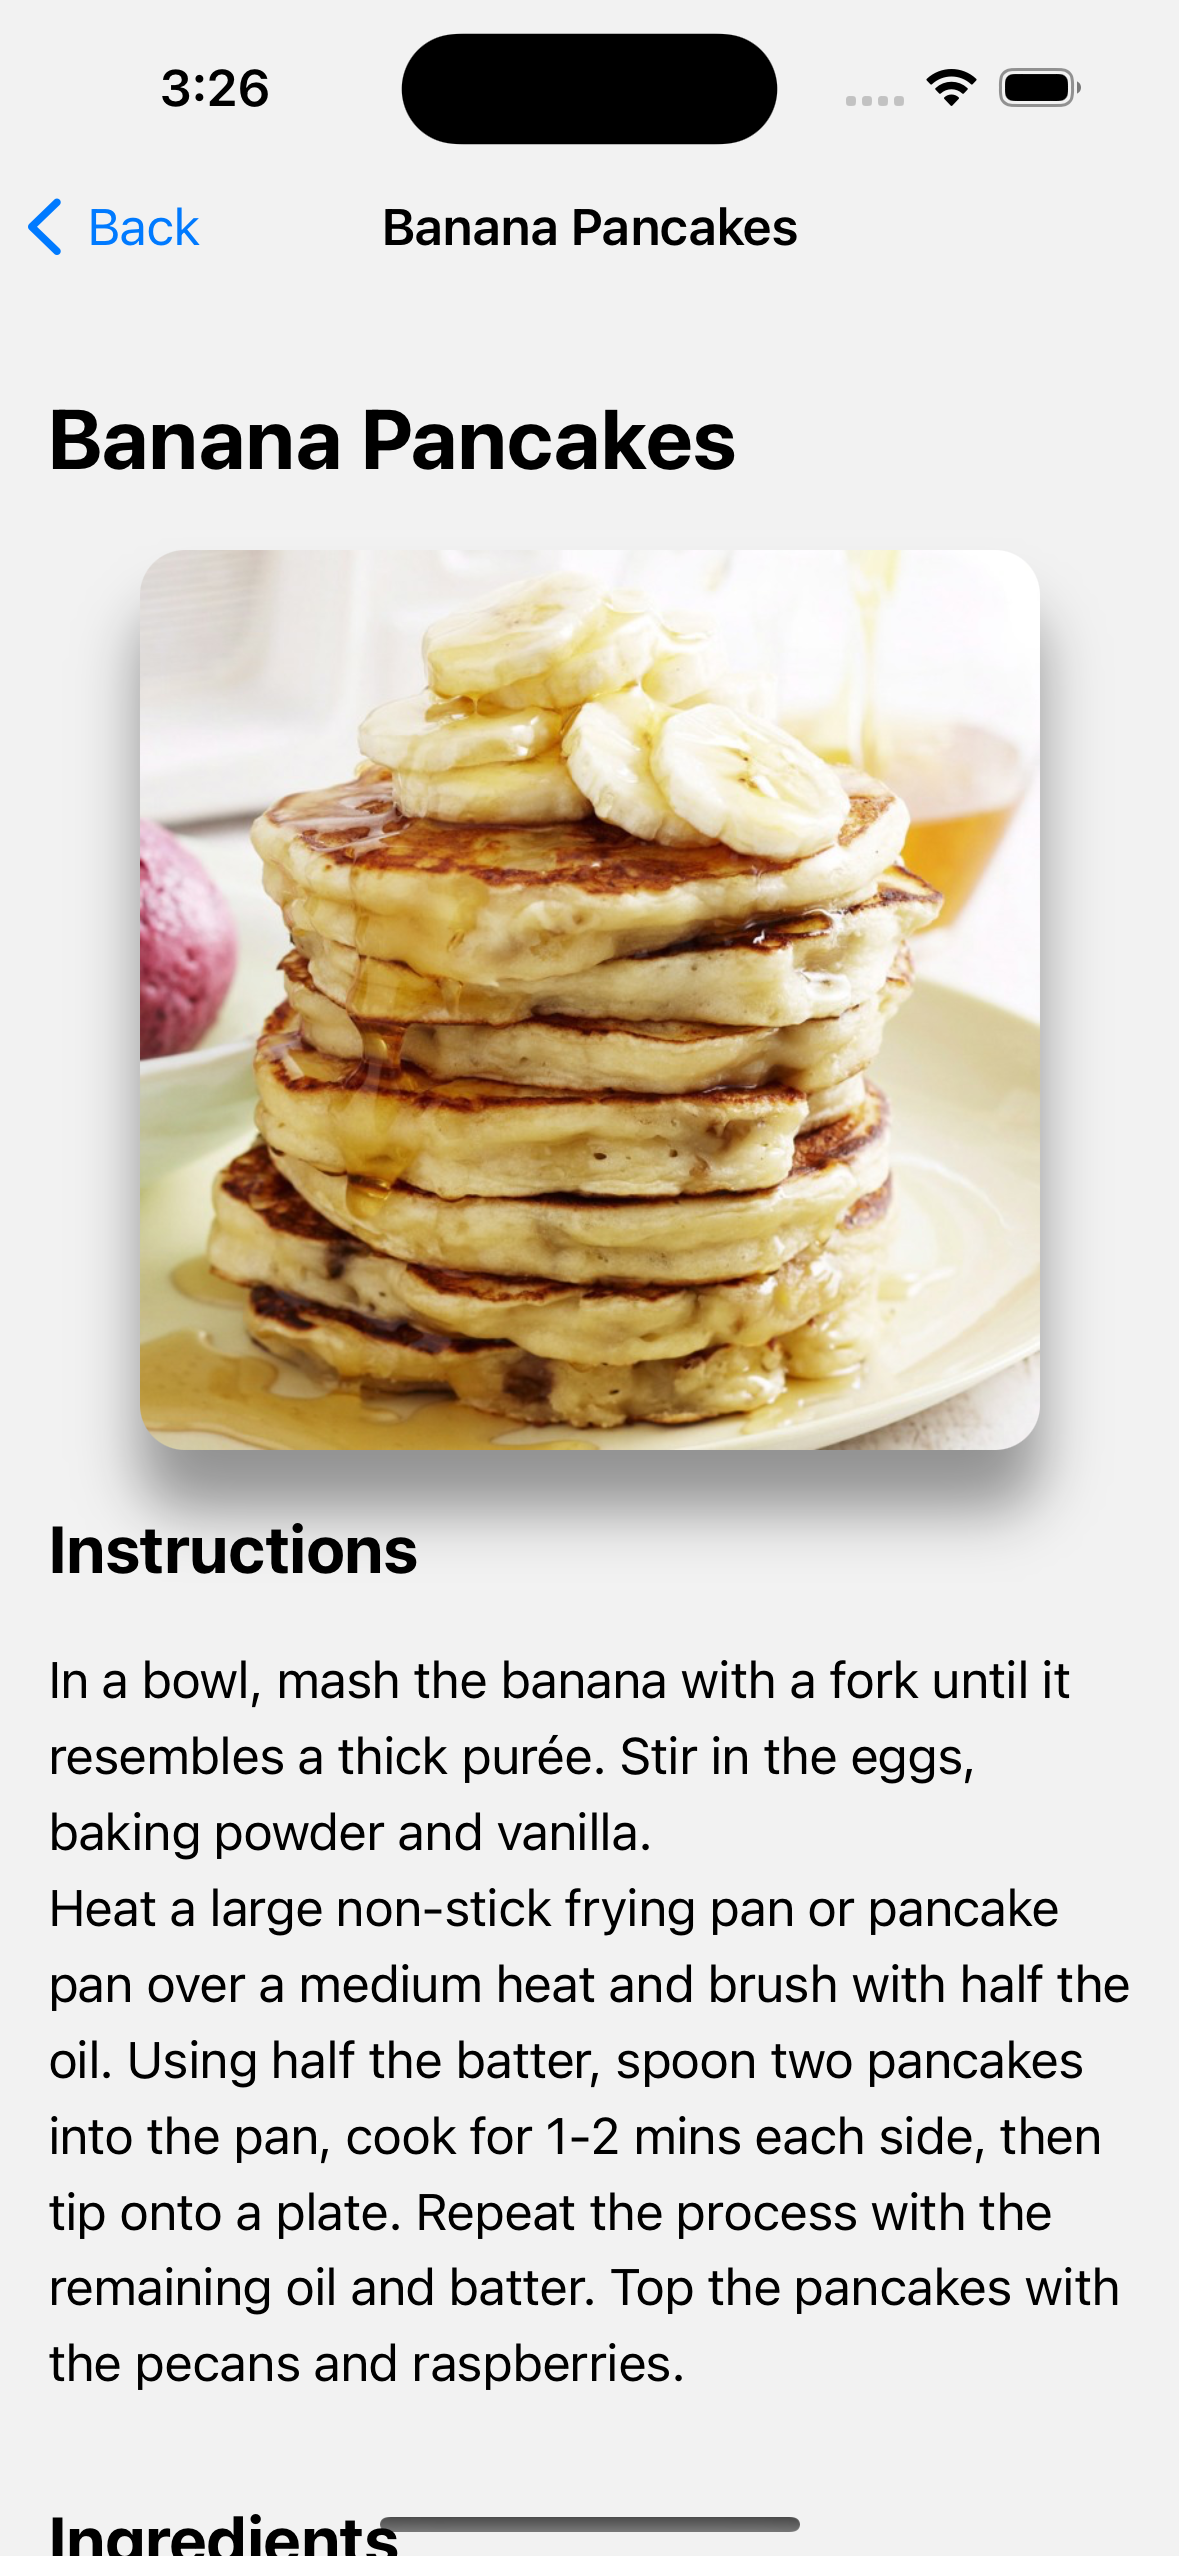 3:26
Back
Banana Pancakes
Banana Pancakes
Instructions
In a bowl, mash the banana with a fork until it
resembles a thick purée. Stir in the eggs,
baking powder and vanilla.
Heat a large non-stick frying pan or pancake
pan over a medium heat and brush with half the
oil. Using half the batter, spoon two pancakes
into the pan, cook for 1-2 mins each side, then
tip onto a plate. Repeat the process with the
remaining oil and batter. Top the pancakes with
the pecans and raspberries.
Ingredients